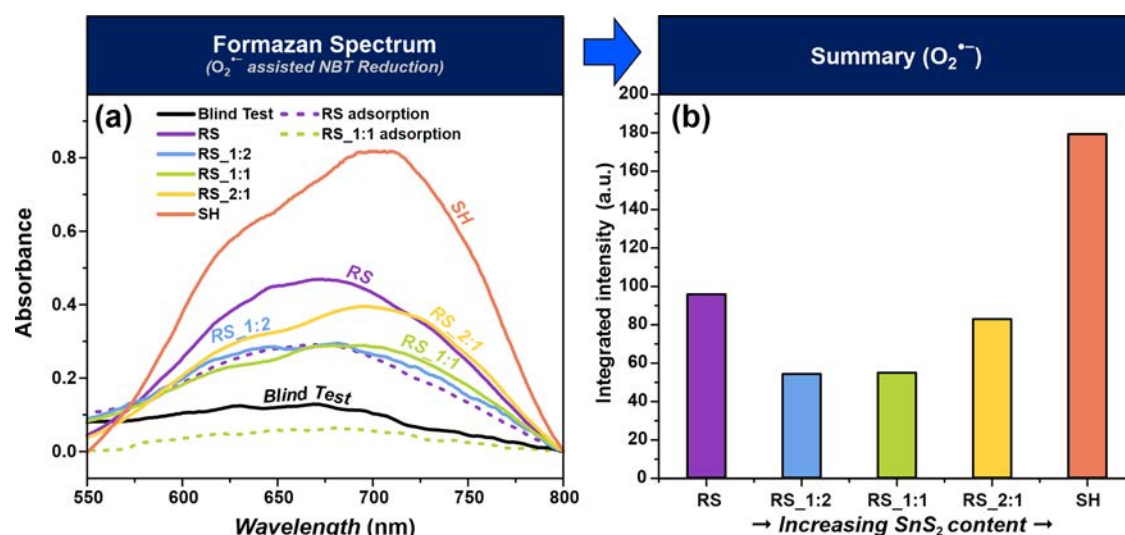 Formazan Spectrum
(O₂•− assisted NBT Reduction)
Summary (O₂•−)
(a)
Blind Test
RS
RS_1:2
RS_1:1
RS_2:1
SH
RS adsorption
RS_1:1 adsorption
SH
RS
RS_1:2
RS_2:1
RS_1:1
Blind Test
Absorbance
0.8
0.6
0.4
0.2
0.0
550 600 650 700 750 800
Wavelength (nm)
(b)
Integrated intensity (a.u.)
200
180
160
140
120
100
80
60
40
20
0
RS RS_1:2 RS_1:1 RS_2:1 SH
→ Increasing SnS₂ content →